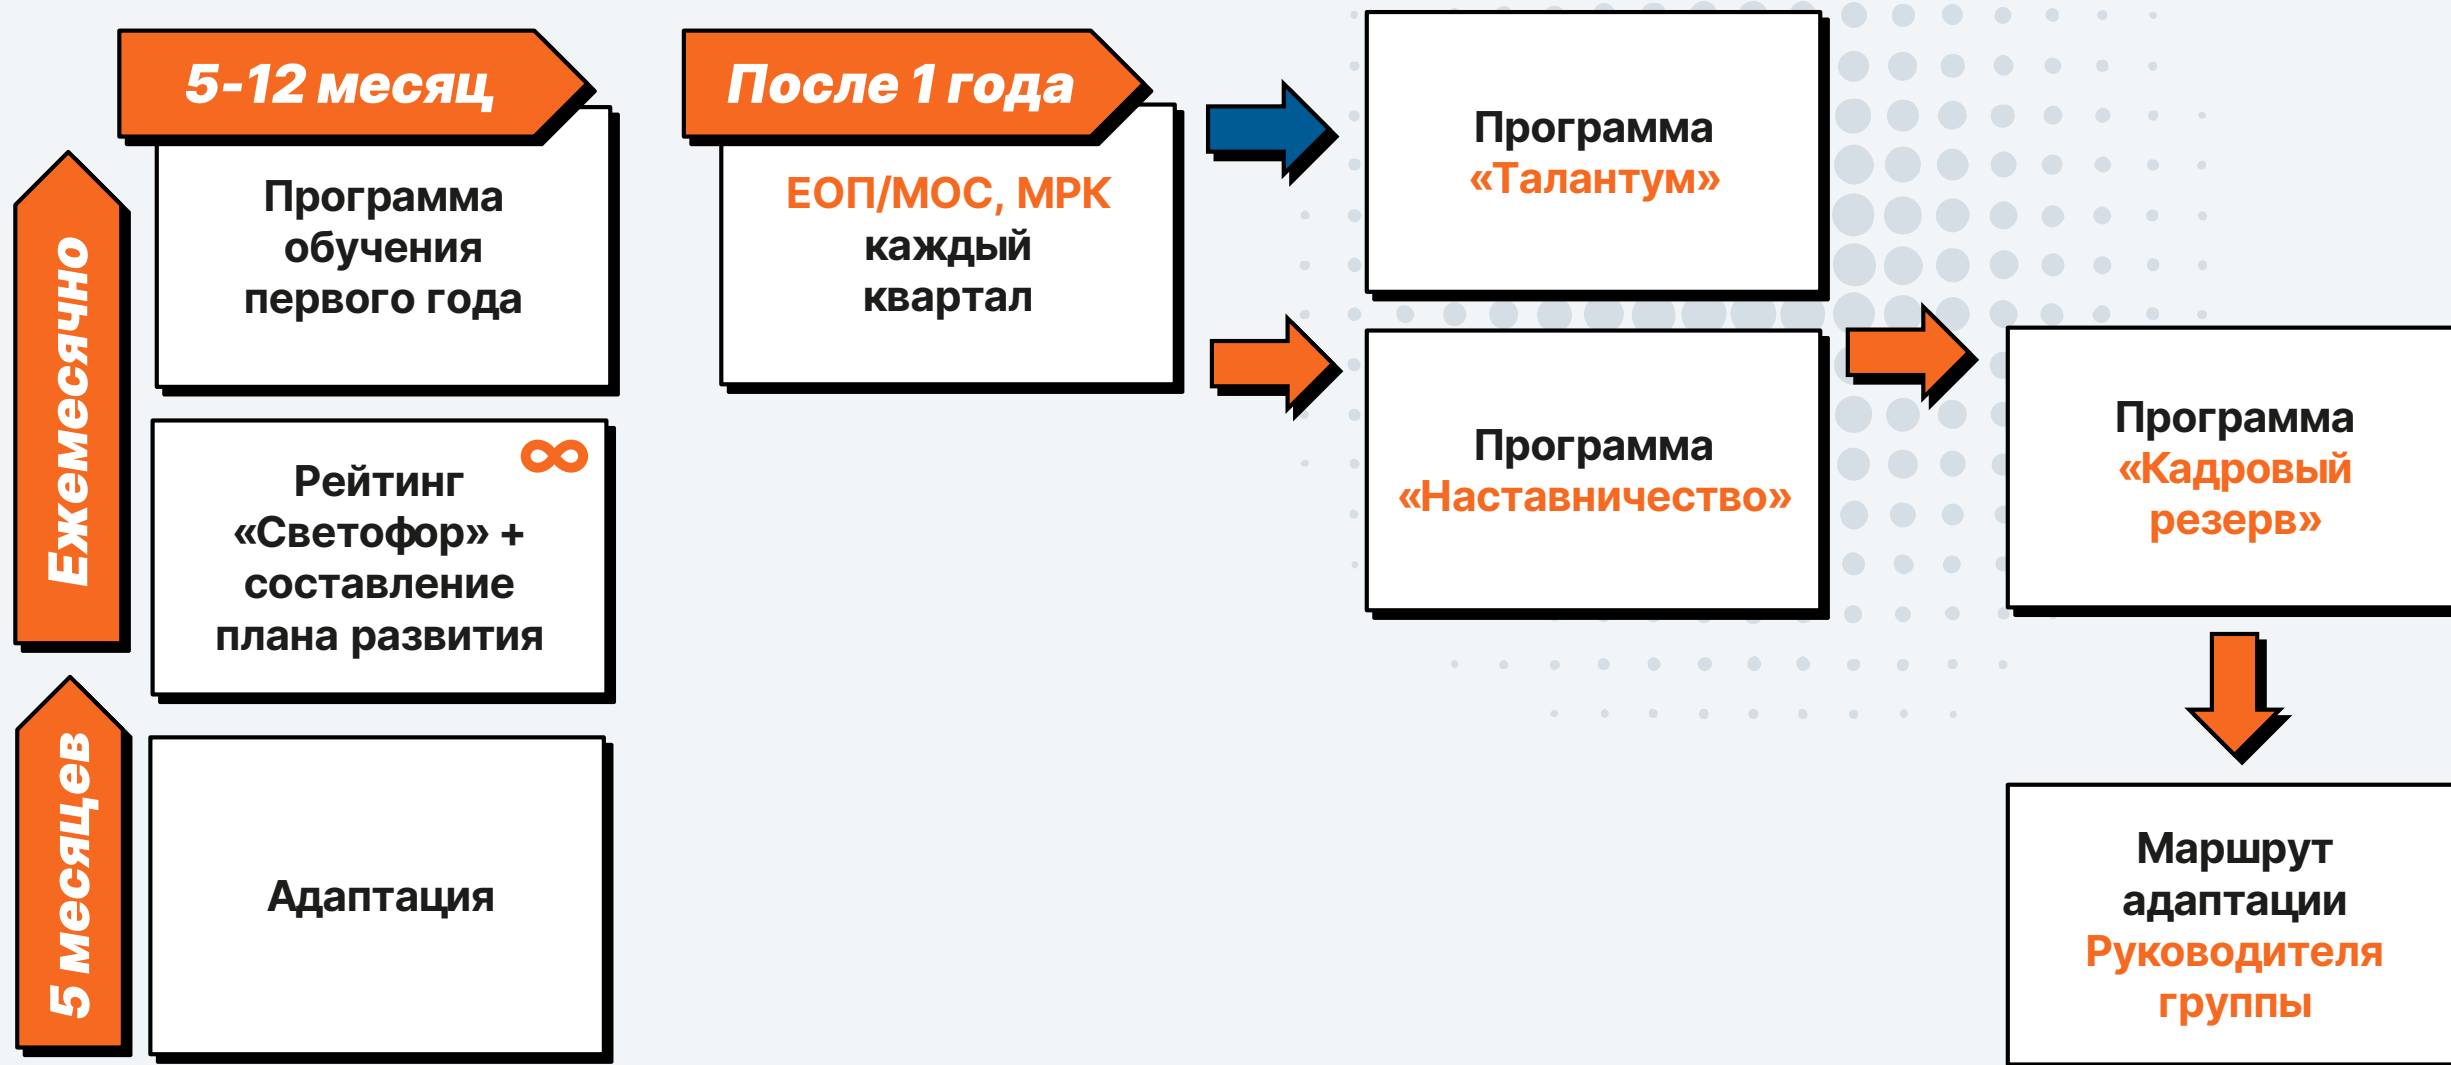 5-12 месяц
Программа
обучения
первого года
Ежемесячно
Рейтинг
«Светофор» +
составление
плана развития
5 месяцев
Адаптация
После 1 года
ЕОП/МОС, МРК
каждый
квартал
Программа
«Талантум»
Программа
«Наставничество»
Программа
«Кадровый
резерв»
Маршрут
адаптации
Руководителя
группы